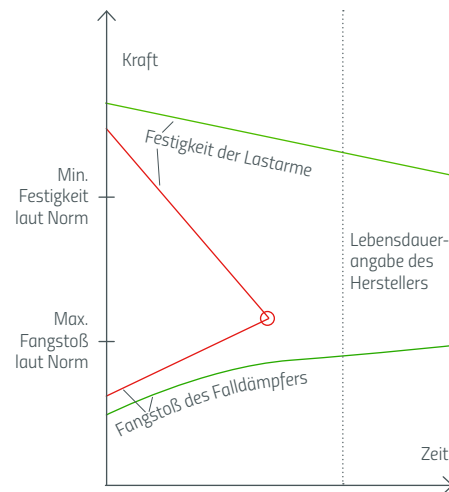 Kraft
Festigkeit der Lastarme
Min.
Festigkeit
laut Norm
Lebensdauer-
angabe des
Herstellers
Max.
Fangstoß
laut Norm
Fangstoß des Falldämpfers
Zeit